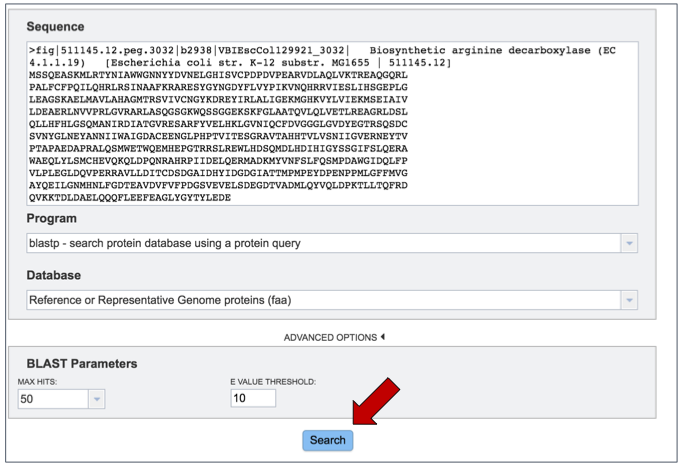 Sequence
>fig|511145.12.peg.3032|b2938|VBIEscCol129921_3032| Biosynthetic arginine decarboxylase (EC
4.1.1.19) [Escherichia coli str. K-12 substr. MG1655 | 511145.12]
MSSQEASKMLRTYNIAWWGNNYYDVNELGHISVCPDPDVPEARVDLAQLVKTREAQGQRL
PALFCFPQILQHRLRSINAAFKRARESYGYNGDYFLVYPIKVNQHRRVIESLIHSGEPLG
LEAGSKAELMAVLAHAGMTRSVIVCNGYKDREYIRLALIGEKMGHKVYLVIEKMSEIAIV
LDEAERLNVVPRLGVRARLASQGSGKWQSSGGEKSKFGLAATQVLQLVETLREAGRLDSL
QLLHFHLGSQMANIRDIATGVRESARFYVELHKLGVNIQCFDVGGGLGVDYEGTRSQSDC
SVNYGLNEYANNIIWAIGDACEENGLPHPTVITESGRAVTAHHTVLVSNIIGVERNEYTV
PTAPAEDAPRALQSMWETWQEMHEPGTRRSLREWLHDSQMDLHDIHIGYSSGIFSLQERA
WAEQLYLSMCHEVQKQLDPQNRAHRPIIDELQERMADKMYVNFSLFQSMPDAWGIDQLFP
VLPLEGLDQVPERRAVLLDITCDSDGAIDHYIDGDGIATTMPMPEYDPENPPMLGFFMVG
AYQEILGNMHNLFGDTEAVDVFVFPDGSVEVELSDEGDTVADMLQYVQLDPKTLLTQFRD
QVKKTDLDAELQQQFLEEFEAGLYGYTYLEDE
Program
blastp - search protein database using a protein query
Database
Reference or Representative Genome proteins (faa)
ADVANCED OPTIONS
BLAST Parameters
MAX HITS: E VALUE THRESHOLD:
50 10
Search